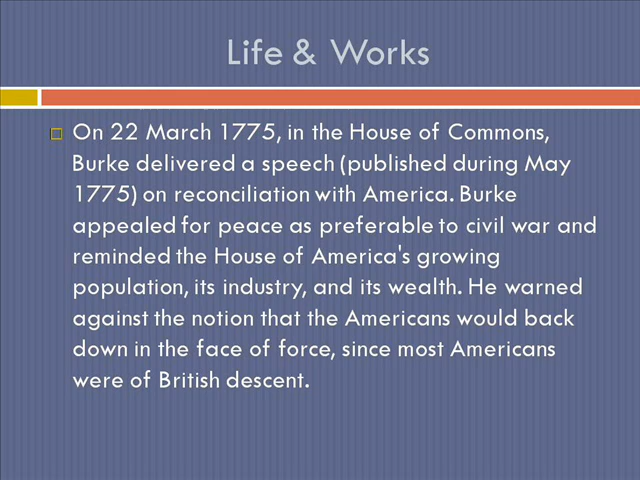 Life & Works
On 22 March 1775, in the House of Commons,
Burke delivered a speech (published during May
1775) on reconciliation with America. Burke
appealed for peace as preferable to civil war and
reminded the House of America's growing
population, its industry, and its wealth. He warned
against the notion that the Americans would back
down in the face of force, since most Americans
were of British descent.